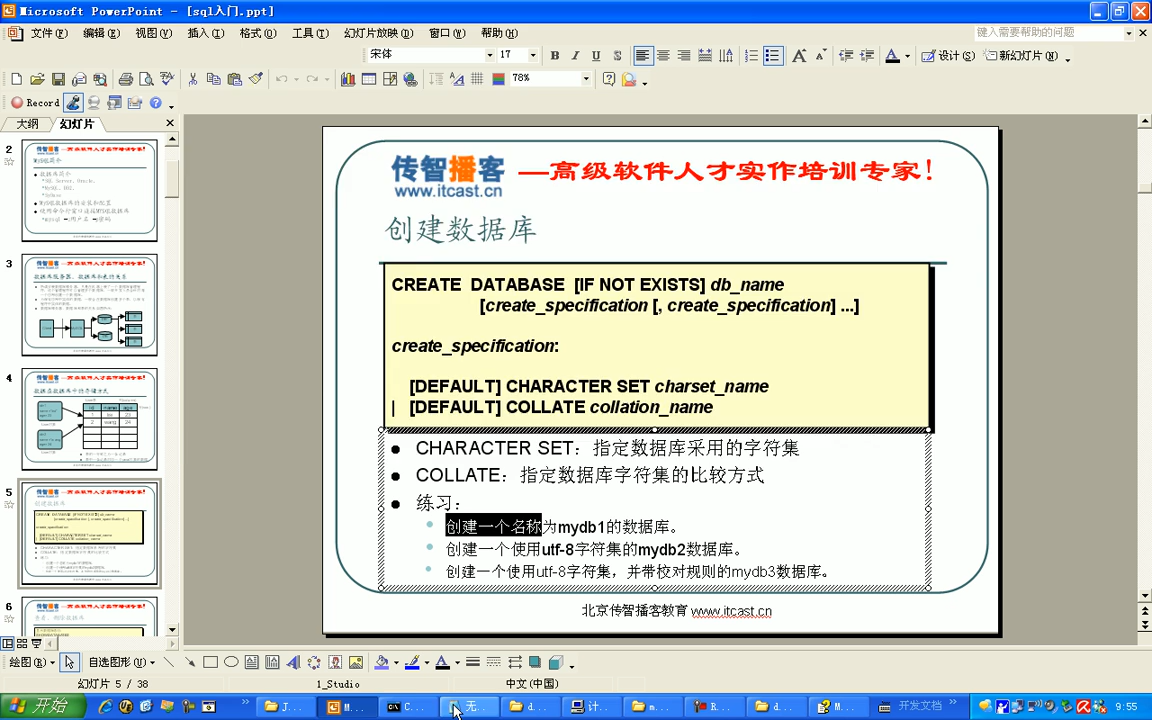 Microsoft PowerPoint - [sql入门.ppt]
文件(F) 编辑(E) 视图(V) 插入(I) 格式(O) 工具(T) 幻灯片放映(D) 窗口(W) 帮助(H)
键入需要帮助的问题
宋体 17 B I U S
设计(S) 新幻灯片(N)
78%
Record
大纲 幻灯片
2
3
4
5
6
传智播客 —高级软件人才实作培训专家!
www.itcast.cn
创建数据库
CREATE DATABASE [IF NOT EXISTS] db_name
[create_specification [, create_specification] ...]
create_specification:
[DEFAULT] CHARACTER SET charset_name
| [DEFAULT] COLLATE collation_name
● CHARACTER SET：指定数据库采用的字符集
● COLLATE：指定数据库字符集的比较方式
● 练习：
• 创建一个名称为mydb1的数据库。
• 创建一个使用utf-8字符集的mydb2数据库。
• 创建一个使用utf-8字符集，并带校对规则的mydb3数据库。
北京传智播客教育 www.itcast.cn
绘图(R) 自选图形(U)
幻灯片 5 / 38 1_Studio 中文(中国)
开始 J... M... C... 无... d... 计... m... R... d... M... 开发文档 9:55